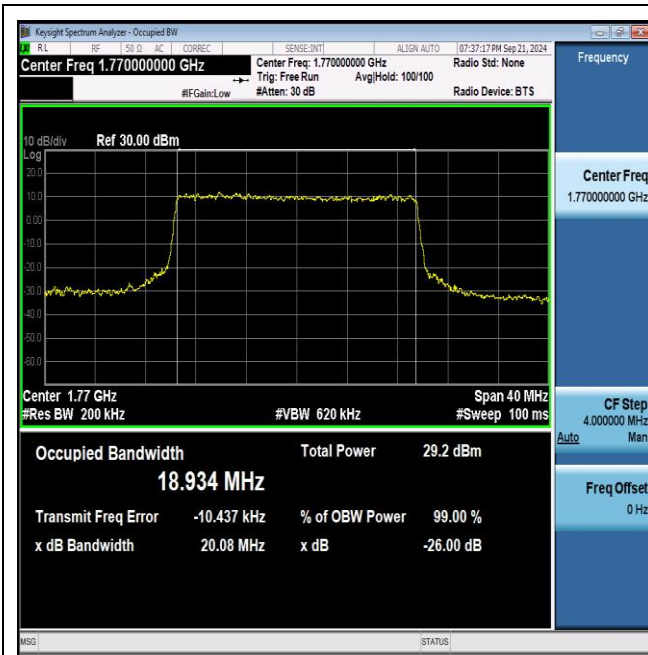 Keysight Spectrum Analyzer - Occupied BW
RL RF 50 Ω AC CORREC SENSE:INT ALIGN AUTO 07:37:17 PM Sep 21, 2024
Center Freq 1.770000000 GHz Center Freq: 1.770000000 GHz Radio Std: None Frequency
Trig: Free Run Avg|Hold: 100/100
#IFGain:Low #Atten: 30 dB Radio Device: BTS
10 dB/div Ref 30.00 dBm
Log
20.0
10.0
0.00
-10.0
-20.0
-30.0
-40.0
-50.0
-60.0
Center Freq
1.770000000 GHz
Center 1.77 GHz Span 40 MHz
#Res BW 200 kHz #VBW 620 kHz #Sweep 100 ms
CF Step
4.000000 MHz
Auto Man
Occupied Bandwidth Total Power 29.2 dBm
18.934 MHz
Transmit Freq Error -10.437 kHz % of OBW Power 99.00 %
x dB Bandwidth 20.08 MHz x dB -26.00 dB
Freq Offset
0 Hz
MSG STATUS